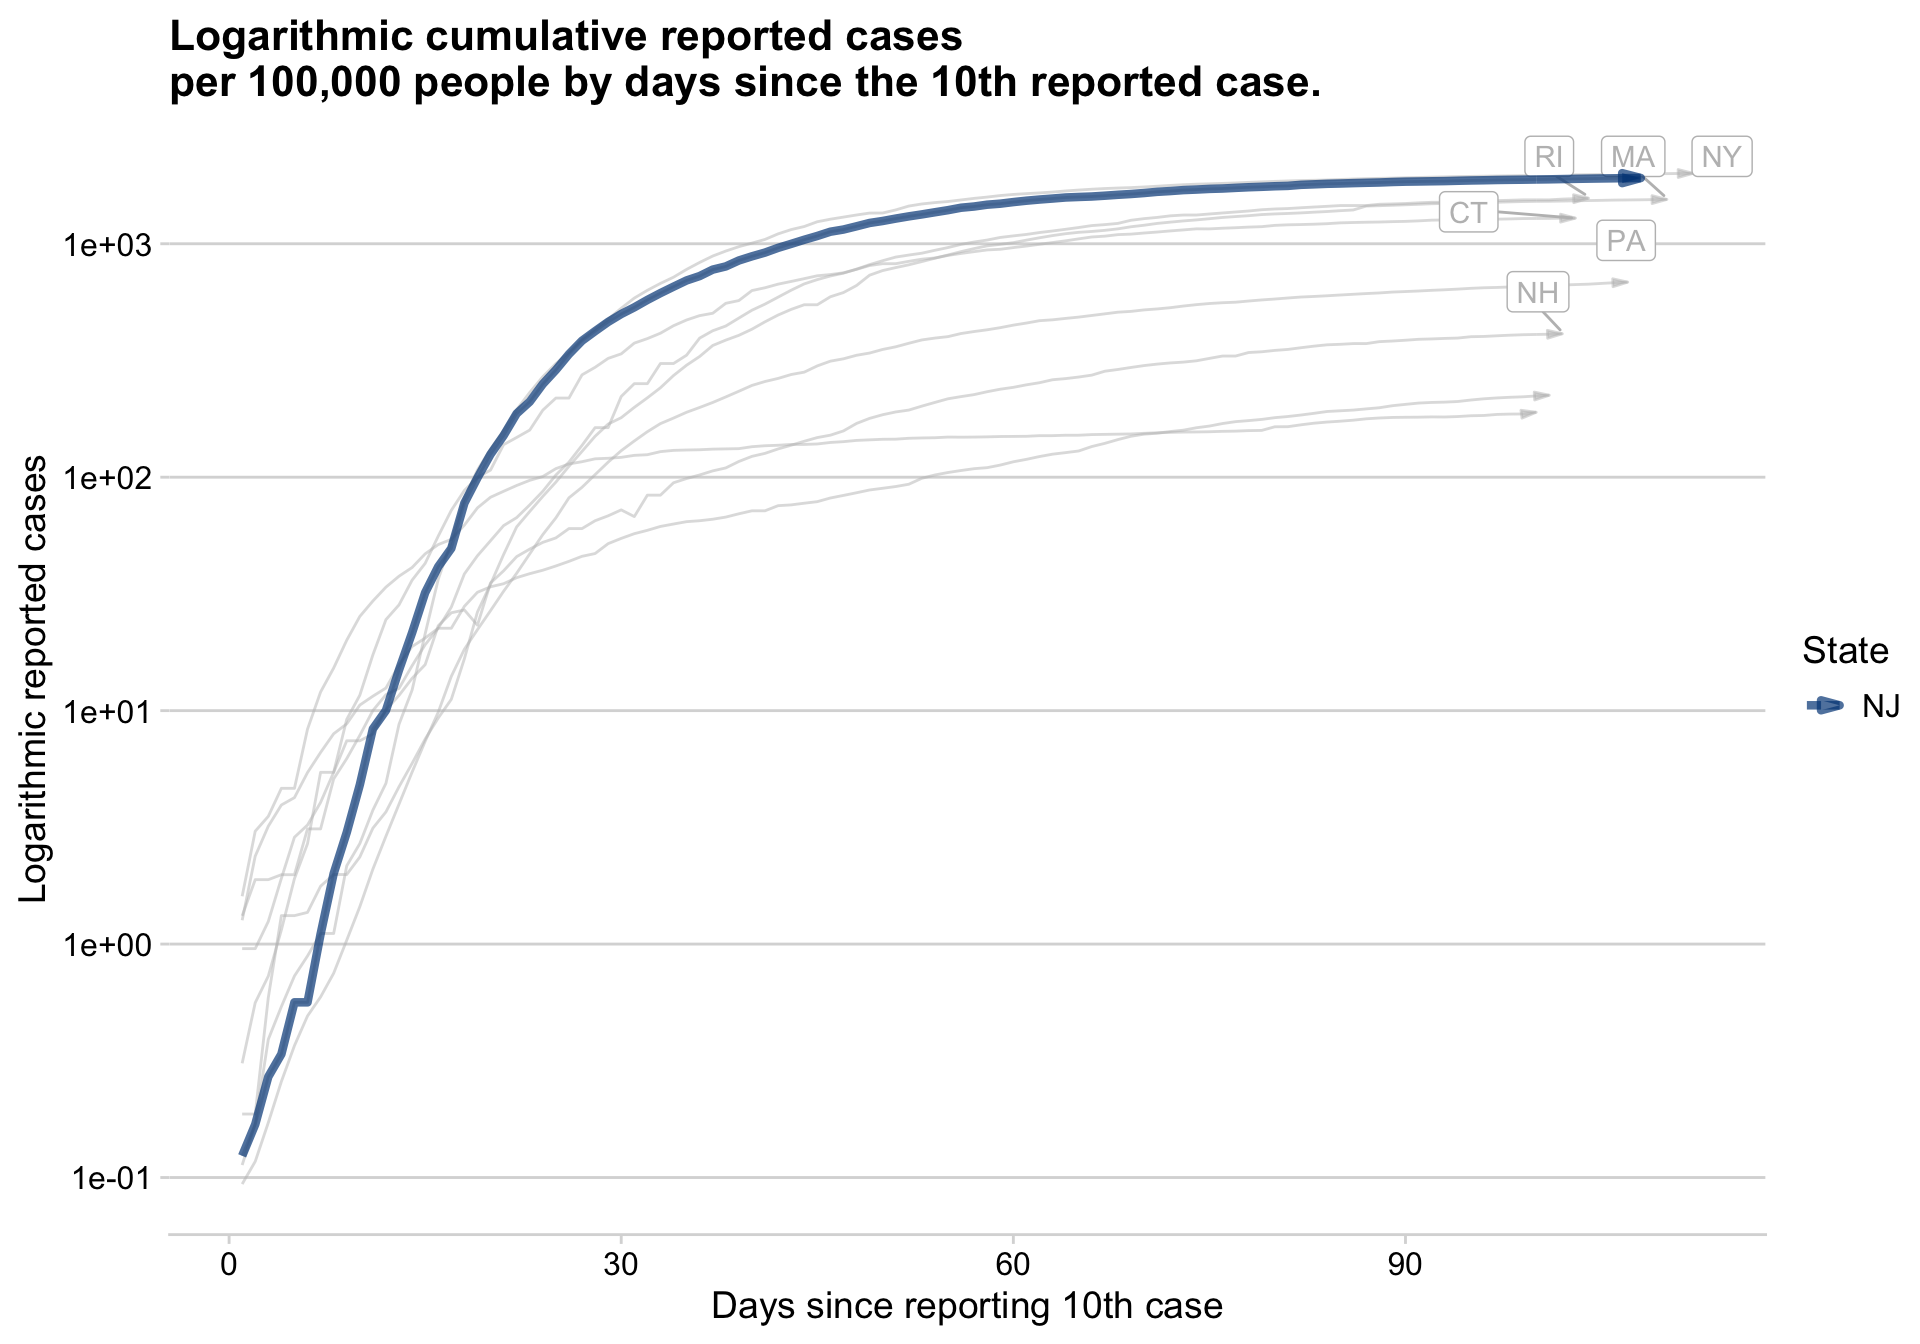 Logarithmic cumulative reported cases
per 100,000 people by days since the 10th reported case.
RI
MA
NY
CT
PA
NH
1e+03
1e+02
1e+01
1e+00
1e-01
Logarithmic reported cases
State
NJ
0
30
60
90
Days since reporting 10th case